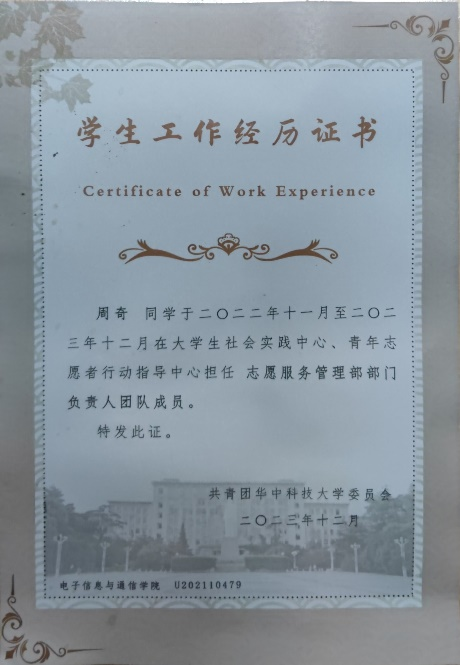 学生工作经历证书
Certificate of Work Experience
周奇 同学于二〇二二年十一月至二〇二
三年十二月在大学生社会实践中心、青年志
愿者行动指导中心担任 志愿服务管理部部门
负责人团队成员。
特发此证。
共青团华中科技大学委员会
二〇二三年十二月
电子信息与通信学院 U202110479